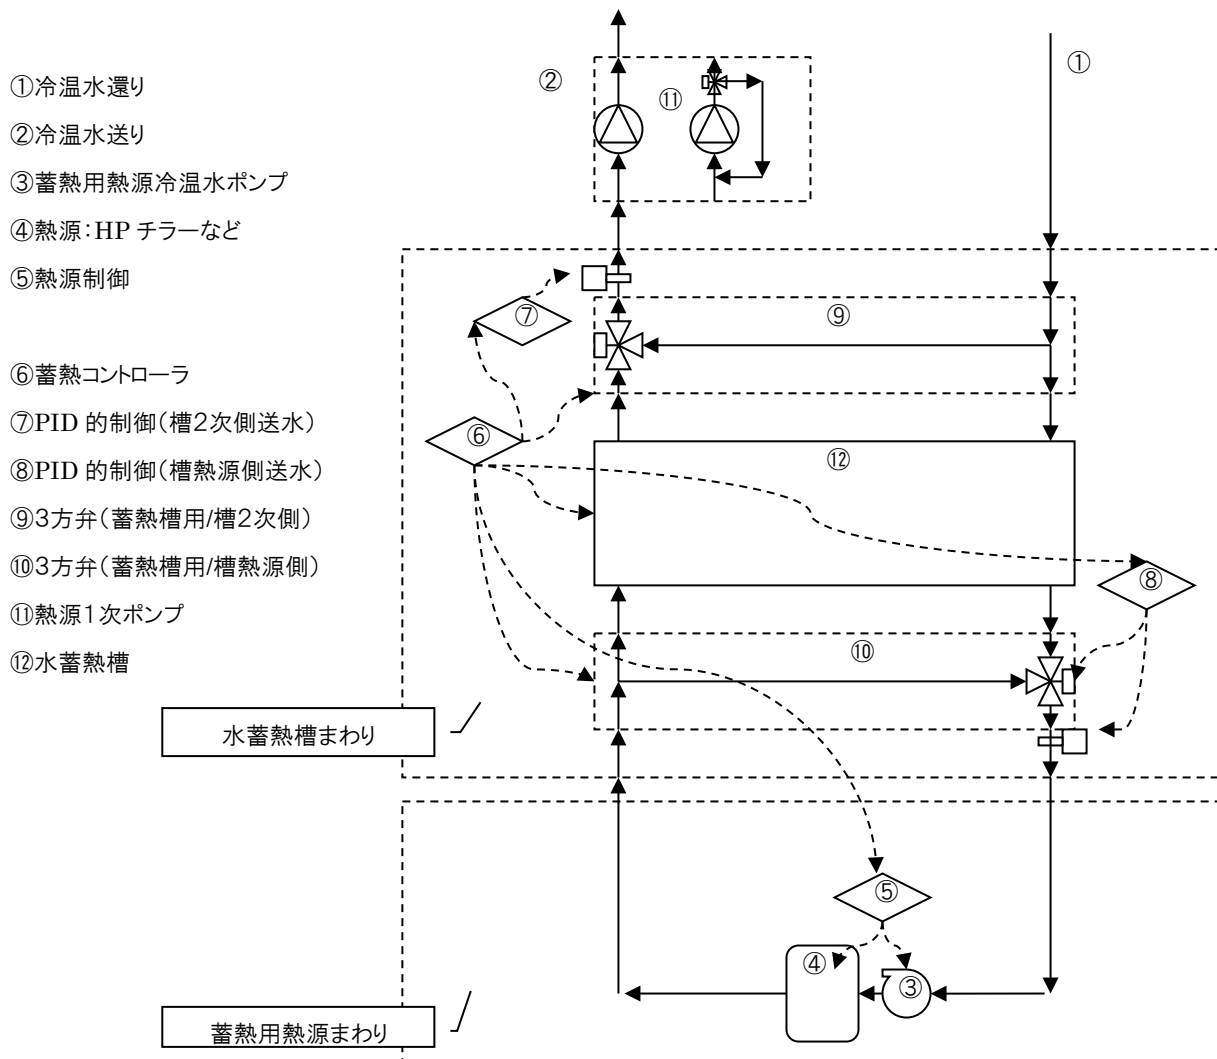 ①冷温水還り
②冷温水送り
③蓄熱用熱源冷温水ポンプ
④熱源:HP チラーなど
⑤熱源制御
⑥蓄熱コントローラ
⑦PID 的制御(槽2次側送水)
⑧PID 的制御(槽熱源側送水)
⑨3方弁(蓄熱槽用/槽2次側)
⑩3方弁(蓄熱槽用/槽熱源側)
⑪熱源1次ポンプ
⑫水蓄熱槽
②
⑪
①
⑦
⑨
⑥
⑫
⑧
⑩
水蓄熱槽まわり
⑤
④
③
蓄熱用熱源まわり